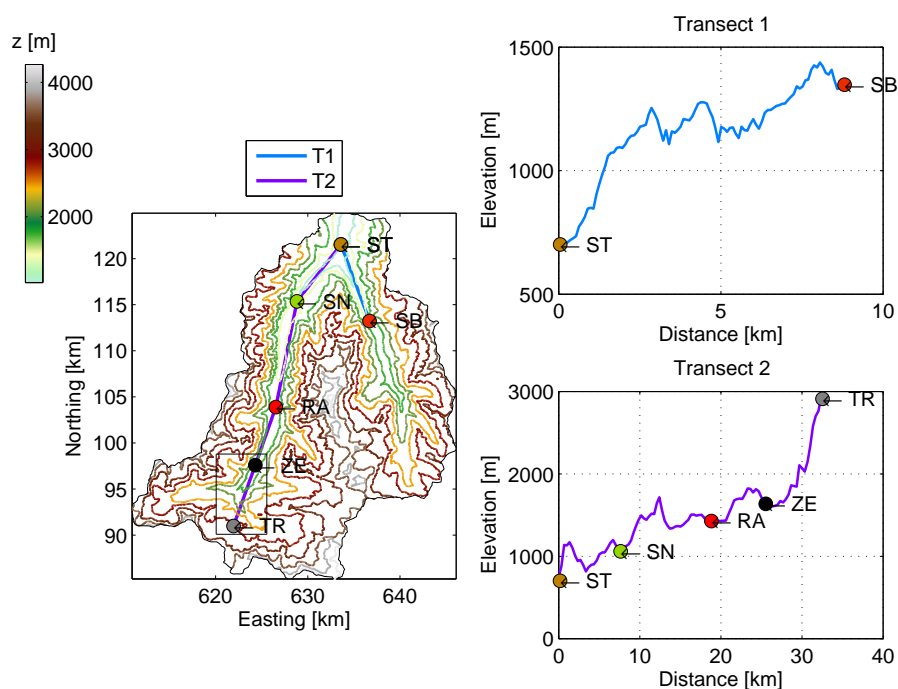 z [m]
4000
3000
2000
T1
T2
120
115
110
105
100
95
90
620
630
640
Northing [km]
Easting [km]
ST
SN
SB
RA
ZE
TR
Transect 1
1500
1000
500
0
5
10
Elevation [m]
Distance [km]
ST
SB
Transect 2
3000
2000
1000
0
0
10
20
30
40
Elevation [m]
Distance [km]
ST
SN
RA
ZE
TR